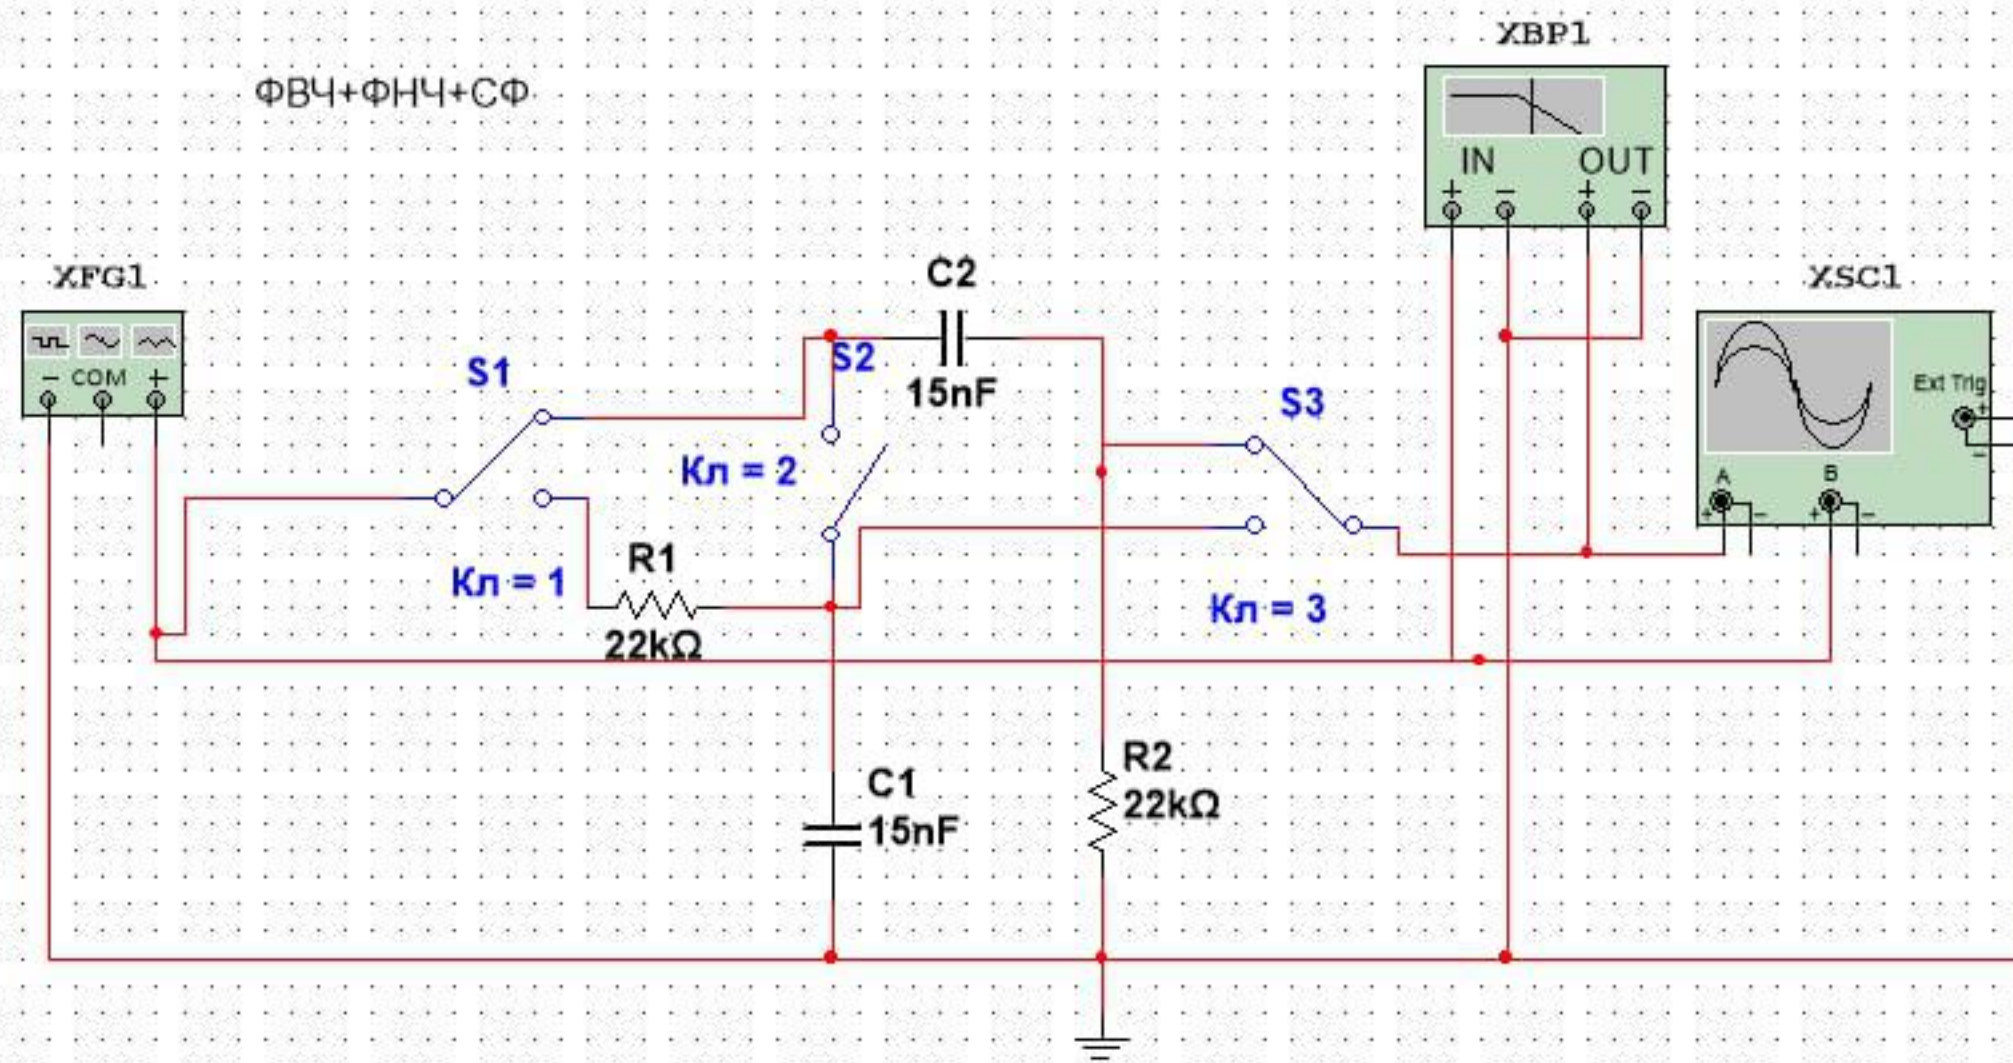 XBP1
ФВЧ+ФНЧ+СФ
IN OUT
+ − + −
XFG1
C2
XSC1
− COM +
S1
S2
15nF
S3
Ext Trig
+
−
Кл = 2
A B
+ − + −
R1
Кл = 1
Кл = 3
22kΩ
R2
22kΩ
C1
15nF